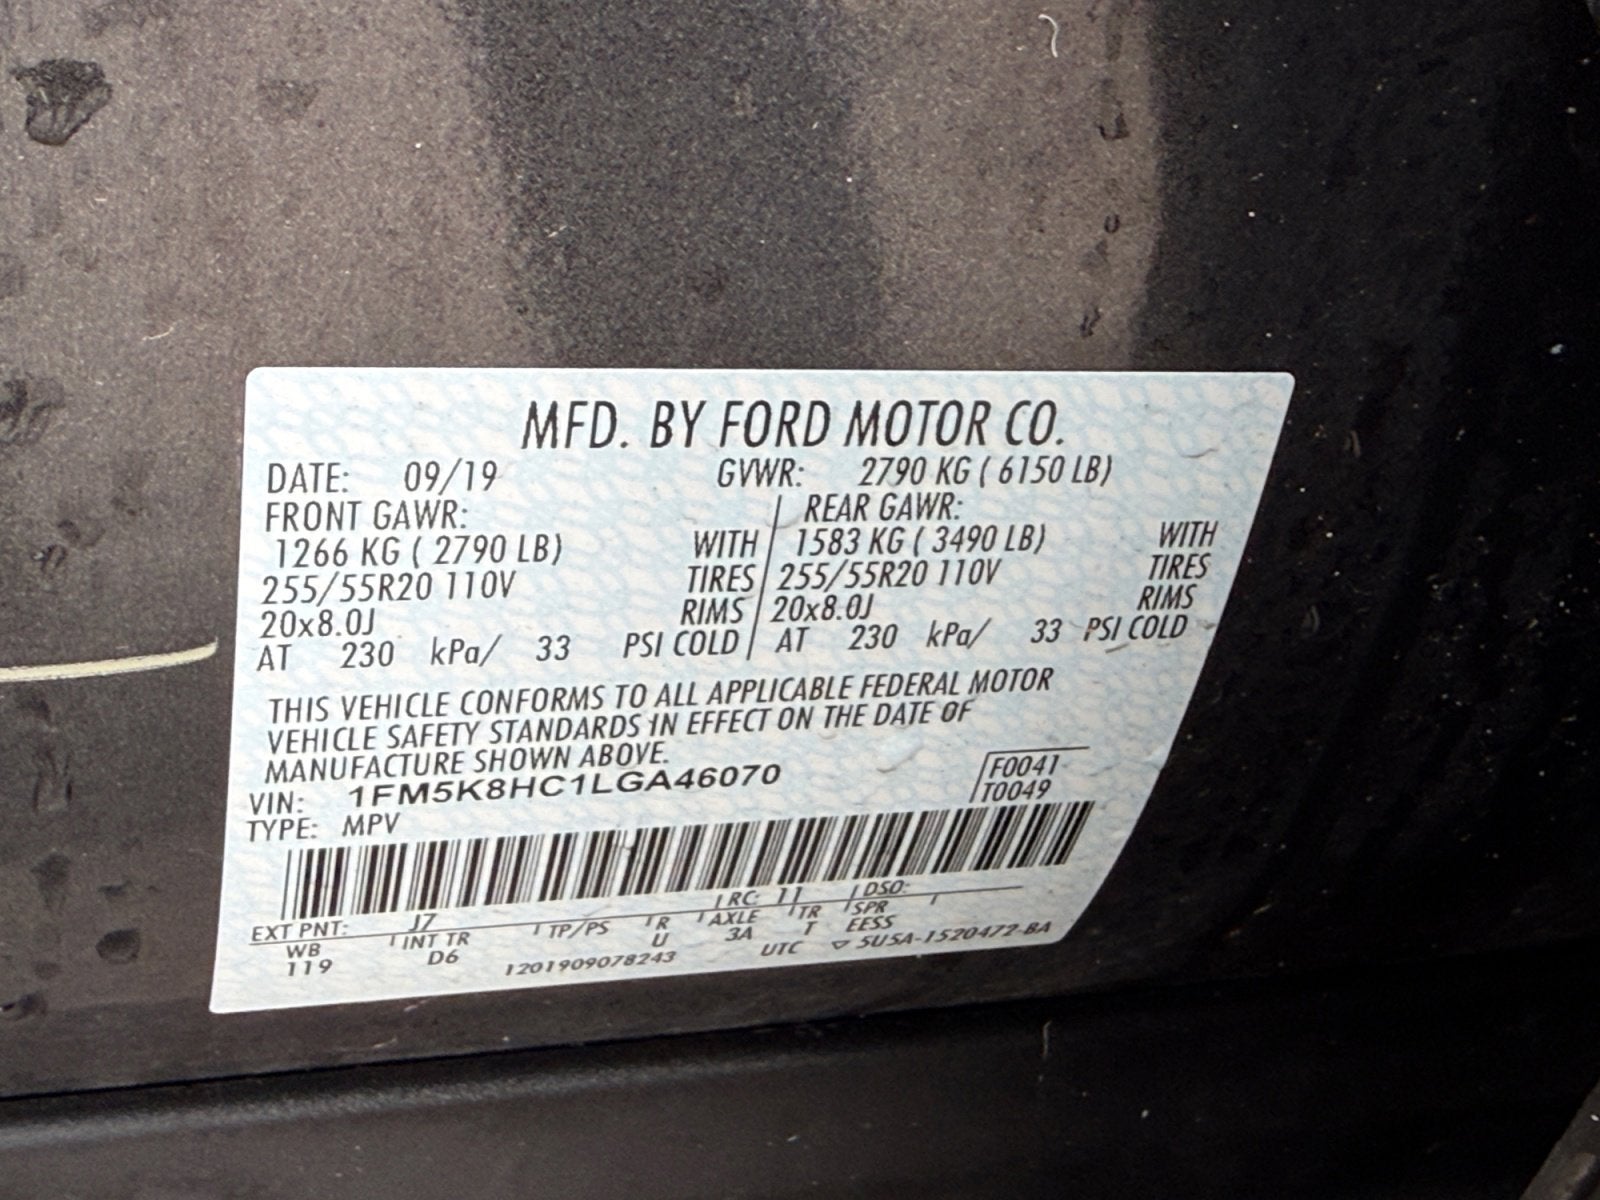 MFD. BY FORD MOTOR CO.
DATE: 09/19 GVWR: 2790 KG ( 6150 LB)
FRONT GAWR: REAR GAWR:
1266 KG ( 2790 LB) WITH 1583 KG ( 3490 LB) WITH
255/55R20 110V TIRES 255/55R20 110V TIRES
20x8.0J RIMS 20x8.0J RIMS
AT 230 kPa/ 33 PSI COLD AT 230 kPa/ 33 PSI COLD
THIS VEHICLE CONFORMS TO ALL APPLICABLE FEDERAL MOTOR
VEHICLE SAFETY STANDARDS IN EFFECT ON THE DATE OF
MANUFACTURE SHOWN ABOVE.
VIN: 1FM5K8HC1LGA46070 F0041
TYPE: MPV T0049
EXT PNT: J7 RC: 11 DSO:
WB INT TR TP/PS R AXLE TR SPR
119 D6 U 3A T EESS
1201909078243 UTC ▽ 5U5A-1520472-BA